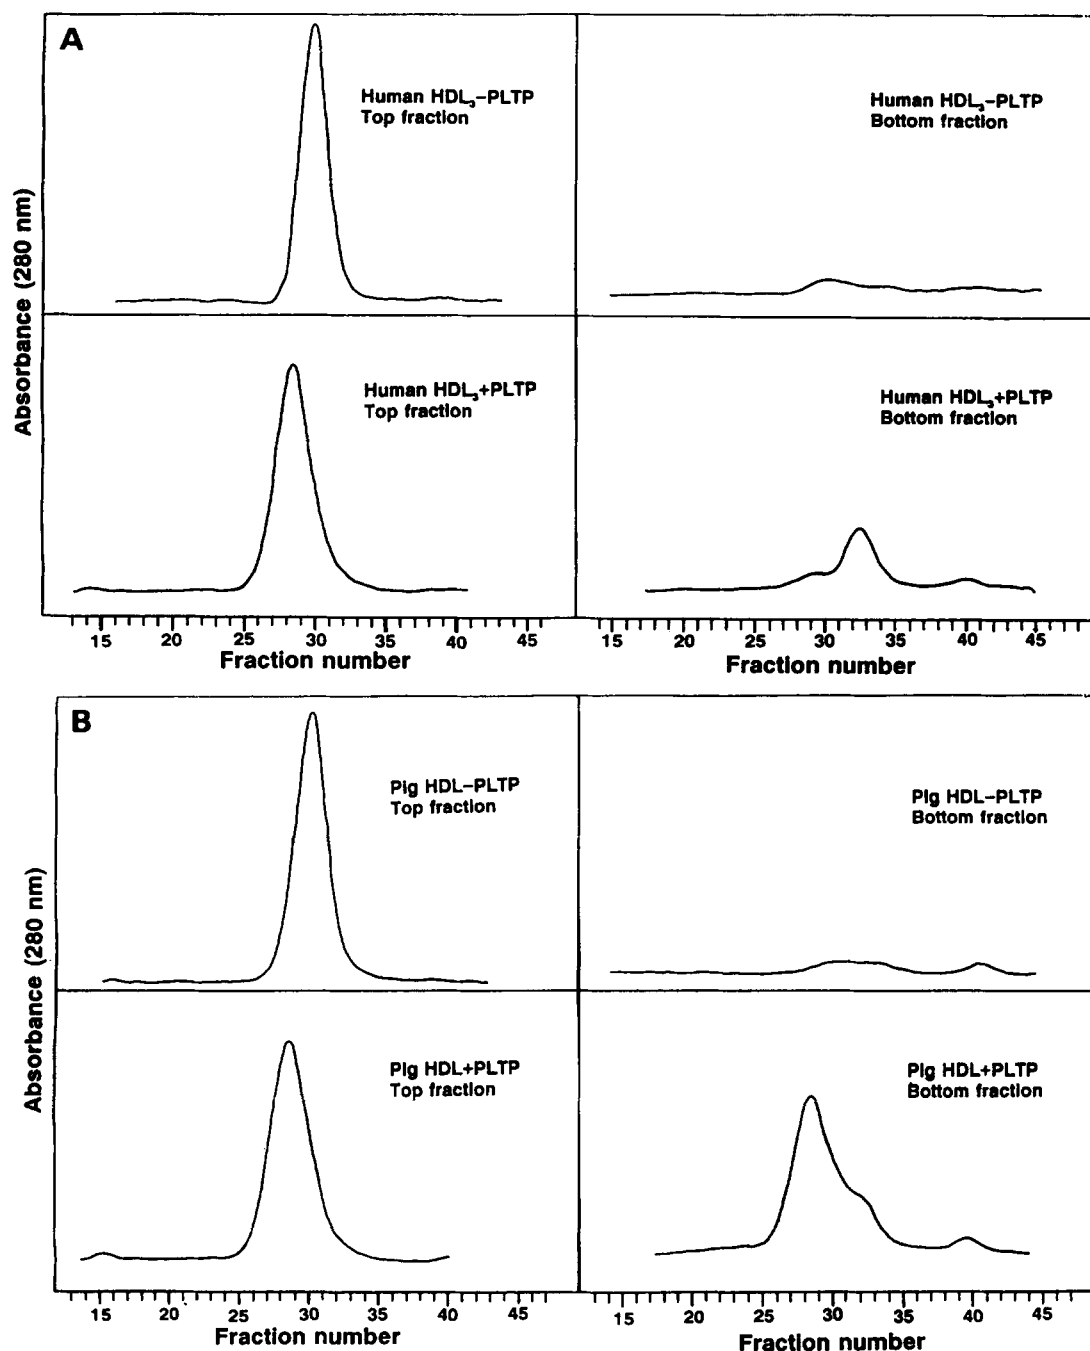 A
Human HDL₃−PLTP
Top fraction
Human HDL₃−PLTP
Bottom fraction
Absorbance (280 nm)
Human HDL₃+PLTP
Top fraction
Human HDL₃+PLTP
Bottom fraction
15 20 25 30 35 40 45
15 20 25 30 35 40 45
Fraction number
Fraction number
B
Pig HDL−PLTP
Top fraction
Pig HDL−PLTP
Bottom fraction
Absorbance (280 nm)
Pig HDL+PLTP
Top fraction
Pig HDL+PLTP
Bottom fraction
15 20 25 30 35 40 45
15 20 25 30 35 40 45
Fraction number
Fraction number